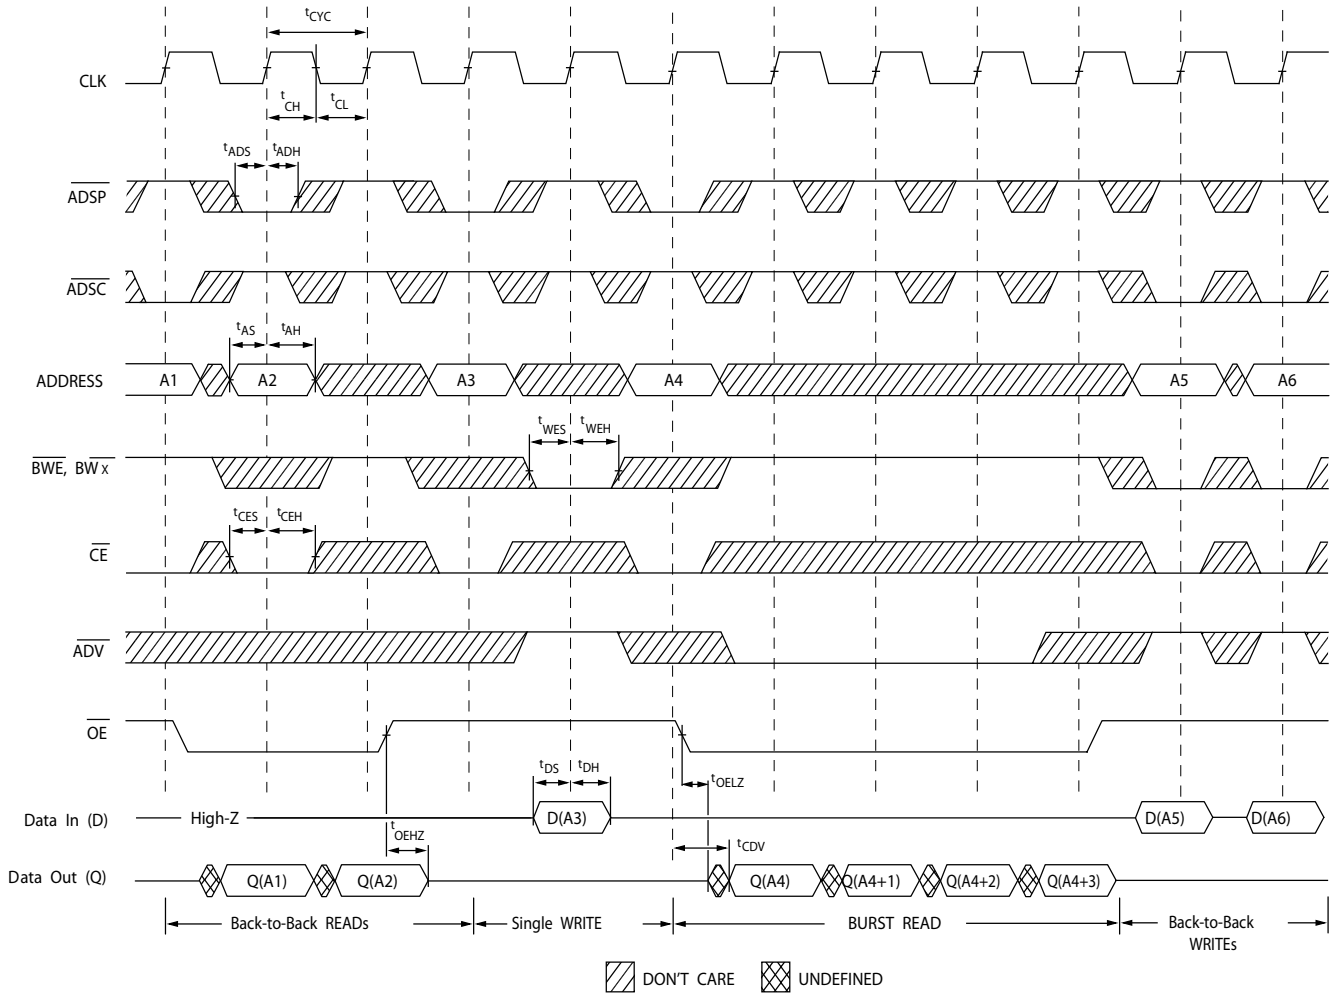 tCYC
CLK
tCH tCL
tADS tADH
ADSP
ADSC
tAS tAH
ADDRESS A1 A2 A3 A4 A5 A6
tWES tWEH
BWE, BWx
tCES tCEH
CE
ADV
OE
tDS tDH tOELZ
Data In (D) High-Z D(A3) D(A5) D(A6)
tOEHZ tCDV
Data Out (Q) Q(A1) Q(A2) Q(A4) Q(A4+1) Q(A4+2) Q(A4+3)
Back-to-Back READs Single WRITE BURST READ Back-to-Back
WRITEs
DON'T CARE UNDEFINED